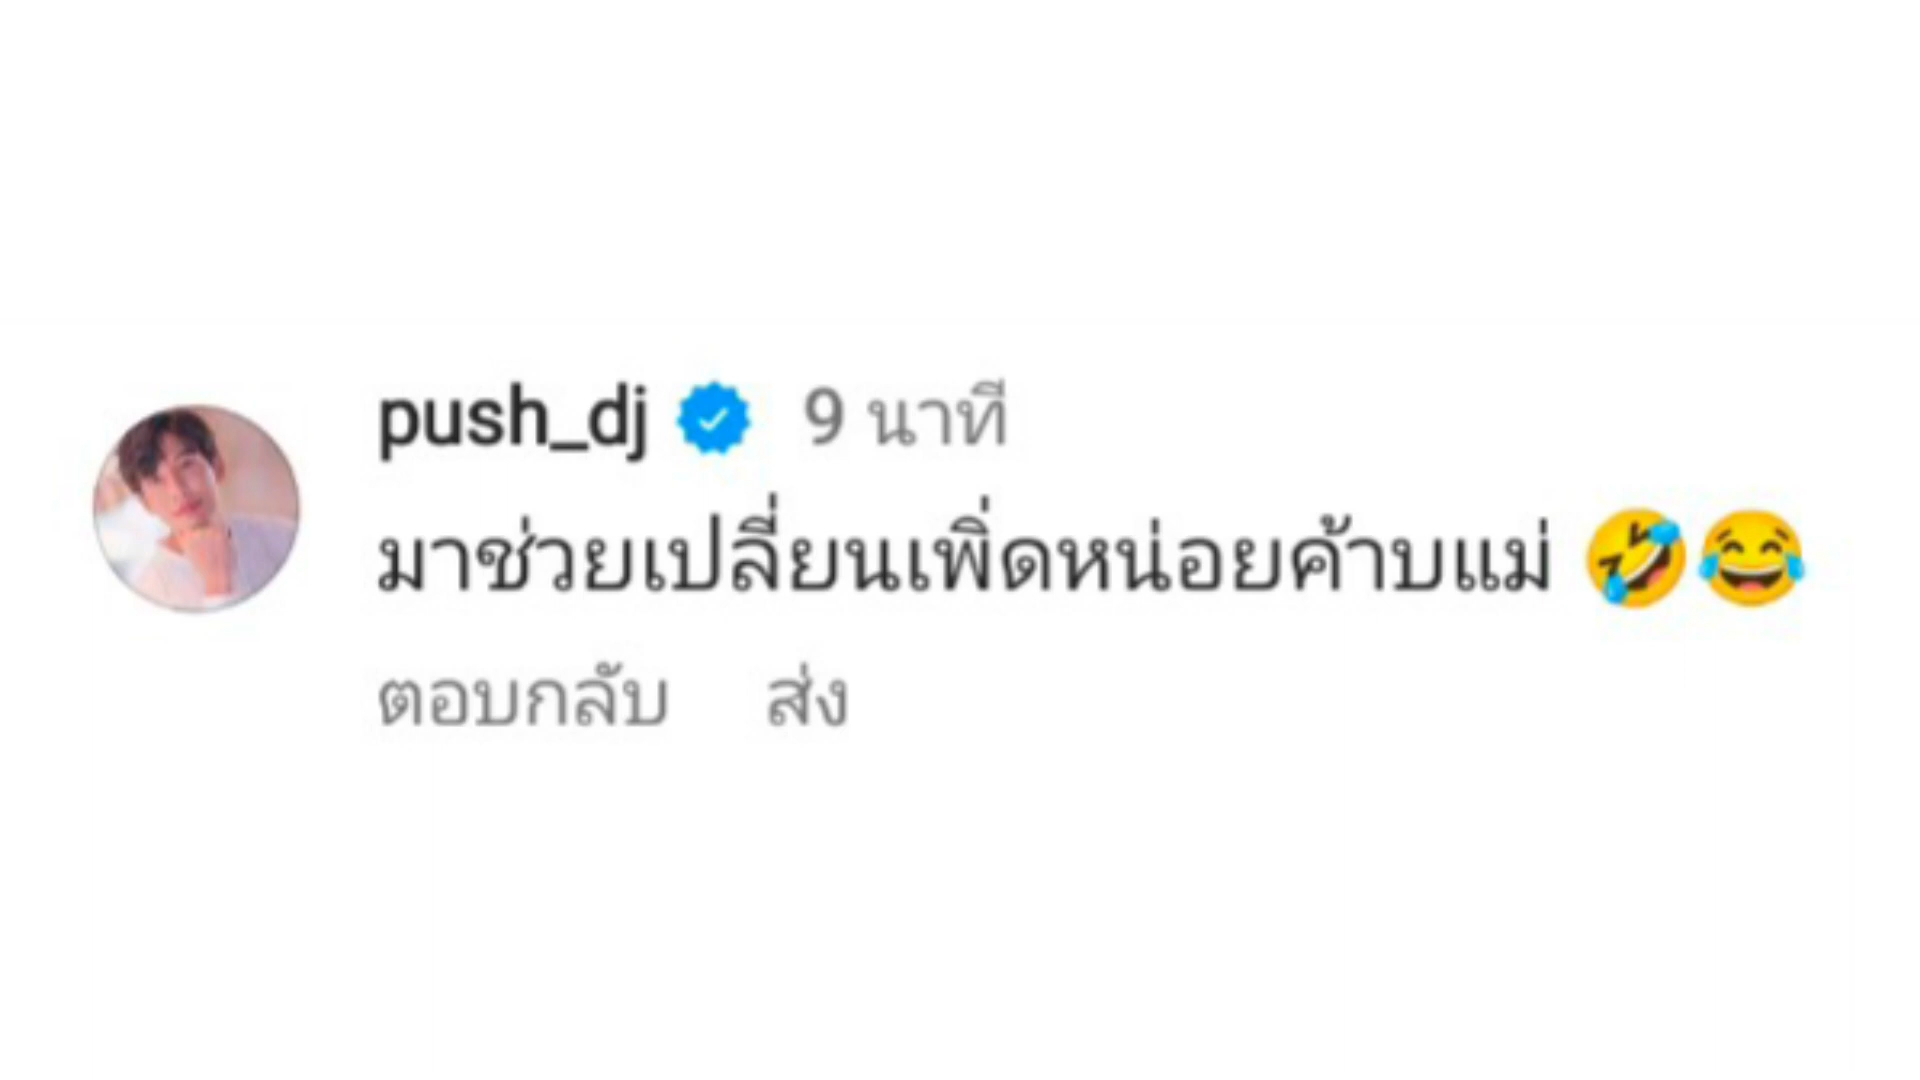 push_dj 9 นาที
มาช่วยเปลี่ยนเพิ่ดหน่อยค้าบแม่ 🤣😂
ตอบกลับ ส่ง